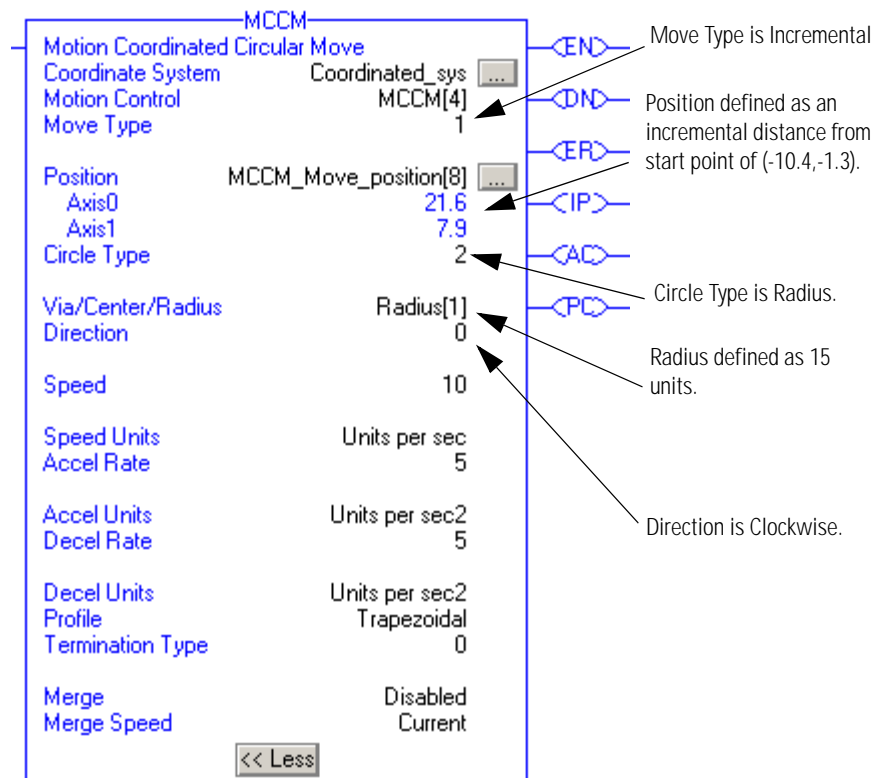 MCCM
Motion Coordinated Circular Move
Coordinate System Coordinated_sys ...
Motion Control MCCM[4]
Move Type 1
Position MCCM_Move_position[8] ...
Axis0 21.6
Axis1 7.9
Circle Type 2
Via/Center/Radius Radius[1]
Direction 0
Speed 10
Speed Units Units per sec
Accel Rate 5
Accel Units Units per sec2
Decel Rate 5
Decel Units Units per sec2
Profile Trapezoidal
Termination Type 0
Merge Disabled
Merge Speed Current
<< Less
EN
DN
ER
IP
AC
PC
Move Type is Incremental
Position defined as an
incremental distance from
start point of (-10.4,-1.3).
Circle Type is Radius.
Radius defined as 15
units.
Direction is Clockwise.